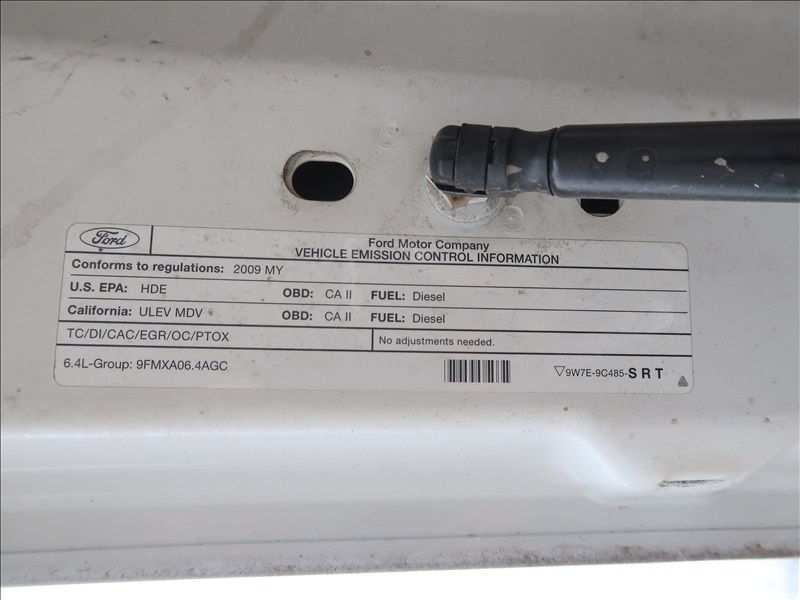 Ford
Ford Motor Company
VEHICLE EMISSION CONTROL INFORMATION
Conforms to regulations: 2009 MY
U.S. EPA: HDE OBD: CA II FUEL: Diesel
California: ULEV MDV OBD: CA II FUEL: Diesel
TC/DI/CAC/EGR/OC/PTOX No adjustments needed.
6.4L-Group: 9FMXA06.4AGC ▽9W7E-9C485-S R T